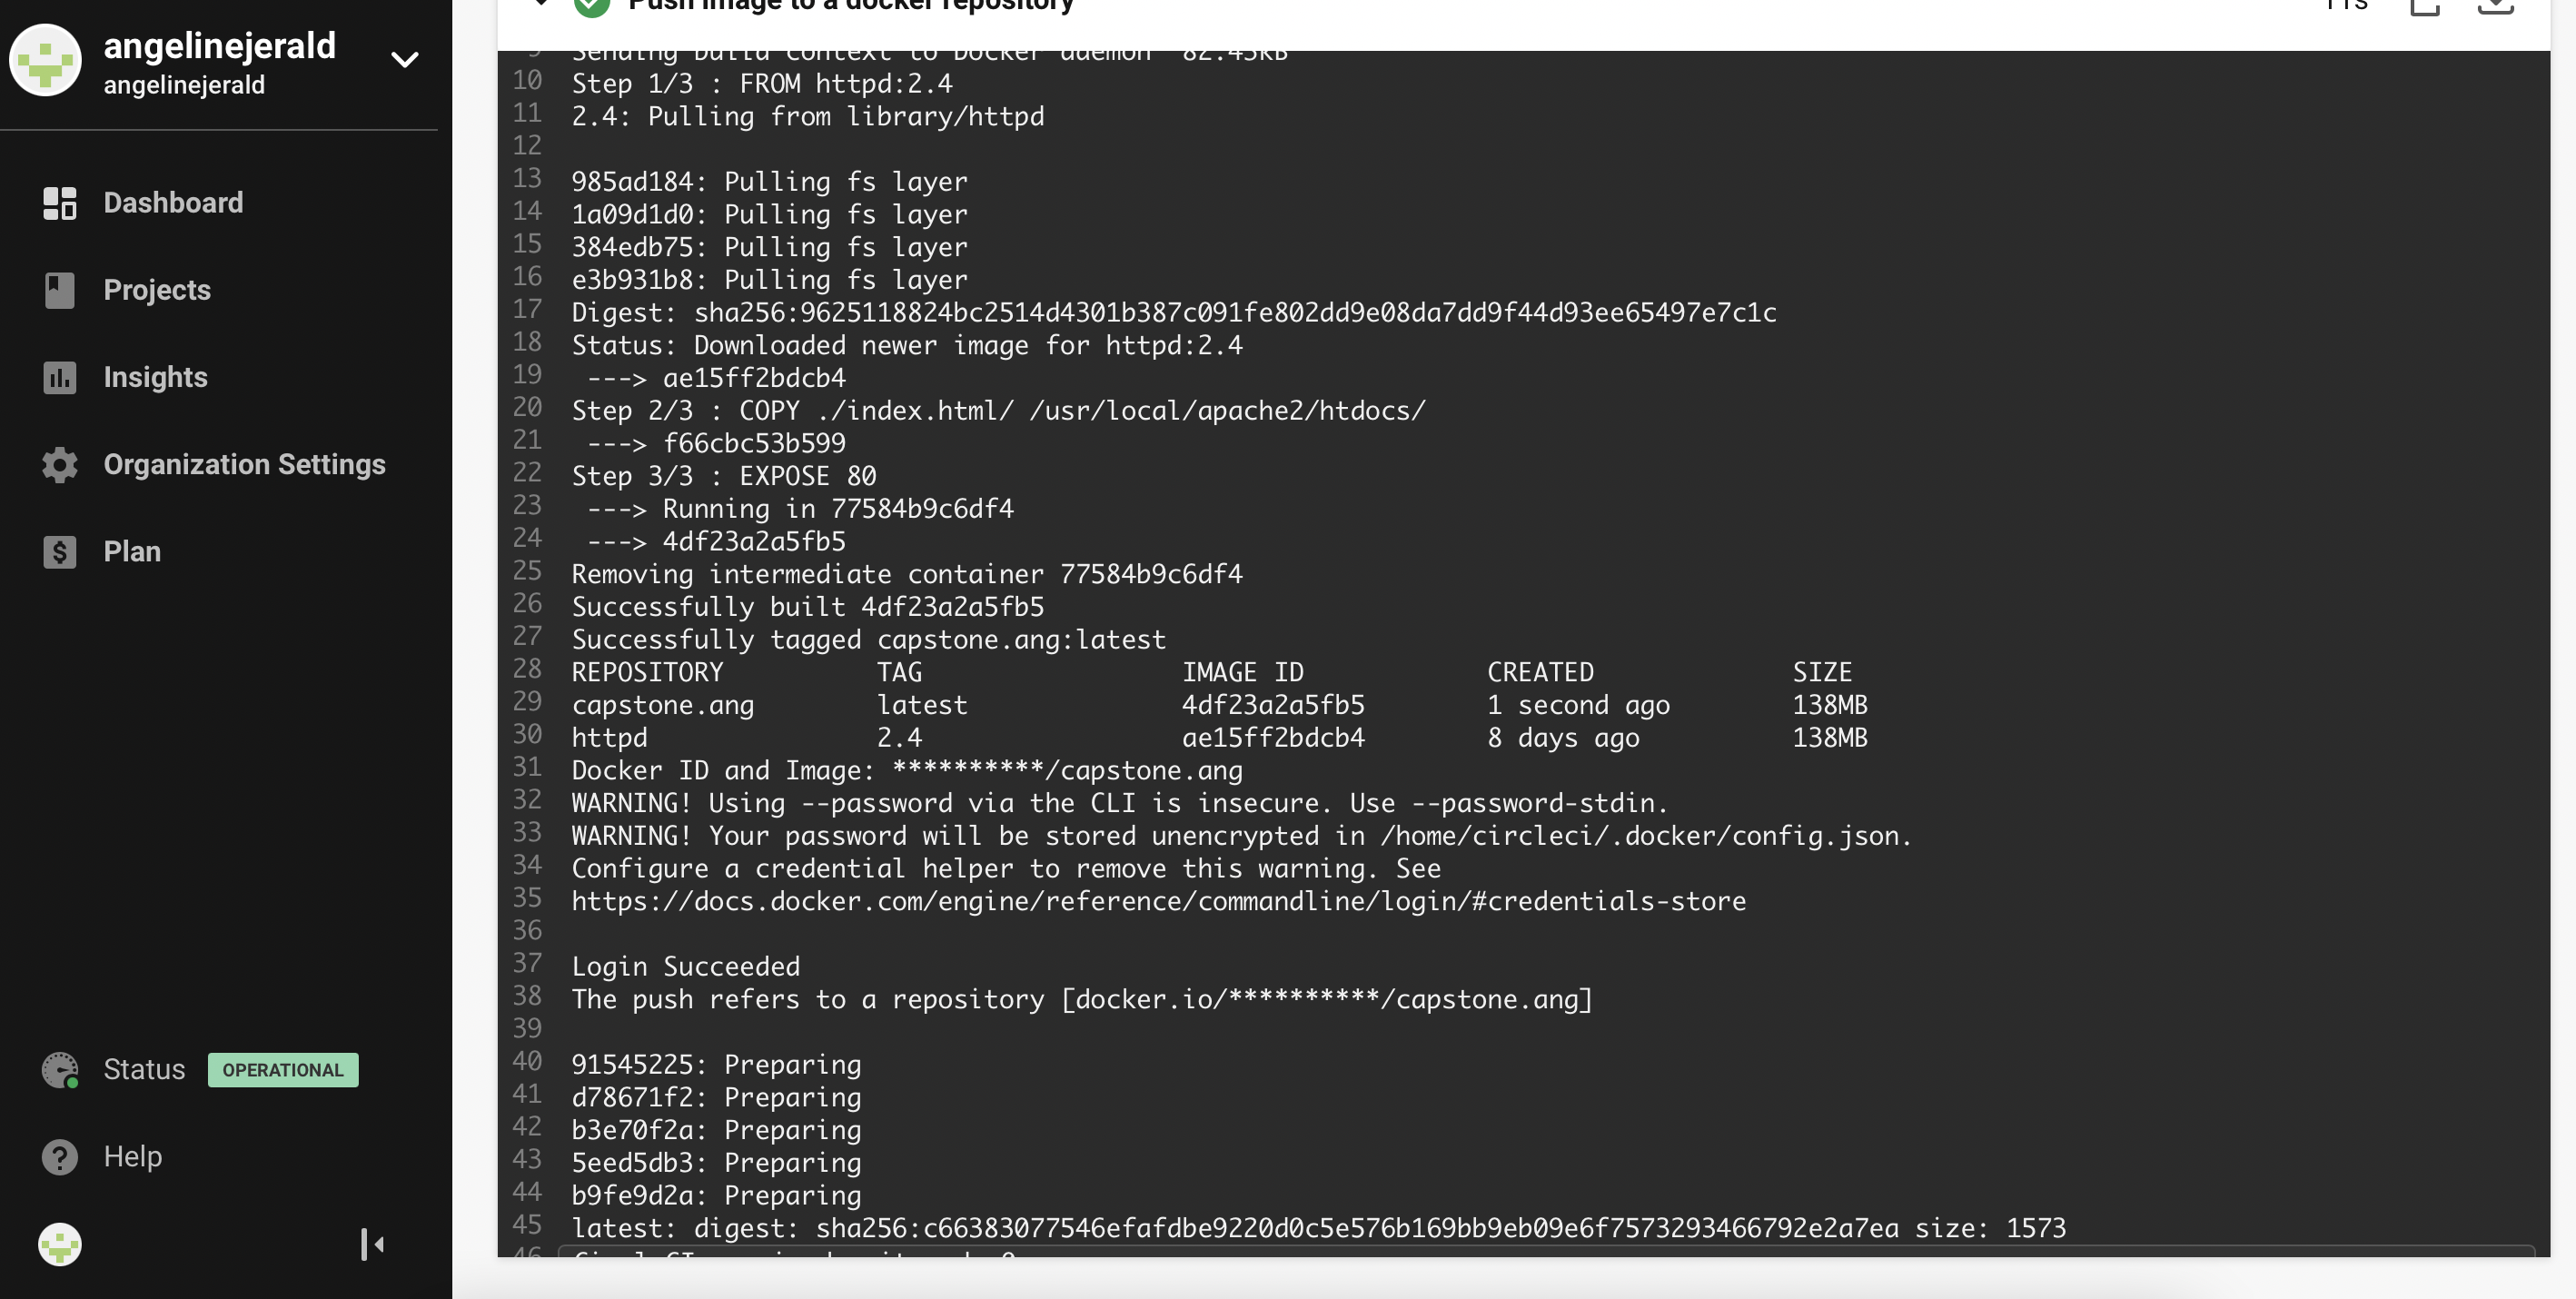 angelinejerald
angelinejerald
Dashboard
Projects
Insights
Organization Settings
Plan
Status OPERATIONAL
Help
Push image to a docker repository
11s
9 Sending build context to Docker daemon 82.43kB
10 Step 1/3 : FROM httpd:2.4
11 2.4: Pulling from library/httpd
12
13 985ad184: Pulling fs layer
14 1a09d1d0: Pulling fs layer
15 384edb75: Pulling fs layer
16 e3b931b8: Pulling fs layer
17 Digest: sha256:9625118824bc2514d4301b387c091fe802dd9e08da7dd9f44d93ee65497e7c1c
18 Status: Downloaded newer image for httpd:2.4
19 ---> ae15ff2bdcb4
20 Step 2/3 : COPY ./index.html/ /usr/local/apache2/htdocs/
21 ---> f66cbc53b599
22 Step 3/3 : EXPOSE 80
23 ---> Running in 77584b9c6df4
24 ---> 4df23a2a5fb5
25 Removing intermediate container 77584b9c6df4
26 Successfully built 4df23a2a5fb5
27 Successfully tagged capstone.ang:latest
28 REPOSITORY TAG IMAGE ID CREATED SIZE
29 capstone.ang latest 4df23a2a5fb5 1 second ago 138MB
30 httpd 2.4 ae15ff2bdcb4 8 days ago 138MB
31 Docker ID and Image: **********/capstone.ang
32 WARNING! Using --password via the CLI is insecure. Use --password-stdin.
33 WARNING! Your password will be stored unencrypted in /home/circleci/.docker/config.json.
34 Configure a credential helper to remove this warning. See
35 https://docs.docker.com/engine/reference/commandline/login/#credentials-store
36
37 Login Succeeded
38 The push refers to a repository [docker.io/**********/capstone.ang]
39
40 91545225: Preparing
41 d78671f2: Preparing
42 b3e70f2a: Preparing
43 5eed5db3: Preparing
44 b9fe9d2a: Preparing
45 latest: digest: sha256:c66383077546efafdbe9220d0c5e576b169bb9eb09e6f7573293466792e2a7ea size: 1573
46